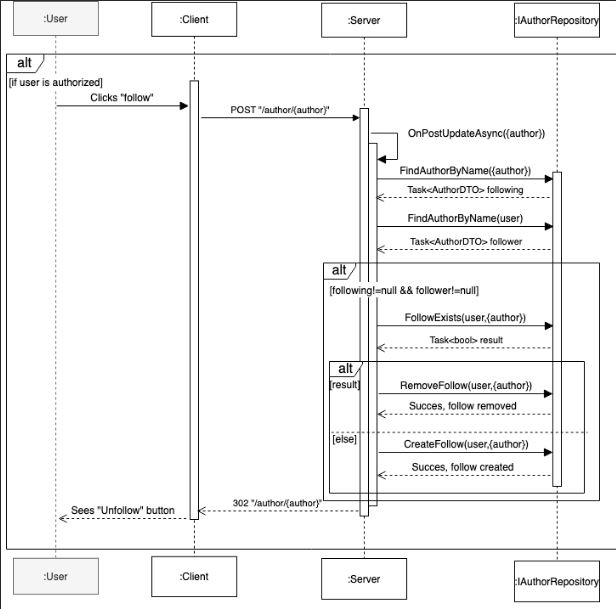 :User
:Client
:Server
:IAuthorRepository
alt
[if user is authorized]
Clicks "follow"
POST "/author/{author}"
OnPostUpdateAsync({author})
FindAuthorByName({author})
Task<AuthorDTO> following
FindAuthorByName(user)
Task<AuthorDTO> follower
alt
[following!=null && follower!=null]
FollowExists(user,{author})
Task<bool> result
alt
[result]
RemoveFollow(user,{author})
Succes, follow removed
[else]
CreateFollow(user,{author})
Succes, follow created
302 "/author/{author}"
Sees "Unfollow" button
:User
:Client
:Server
:IAuthorRepository